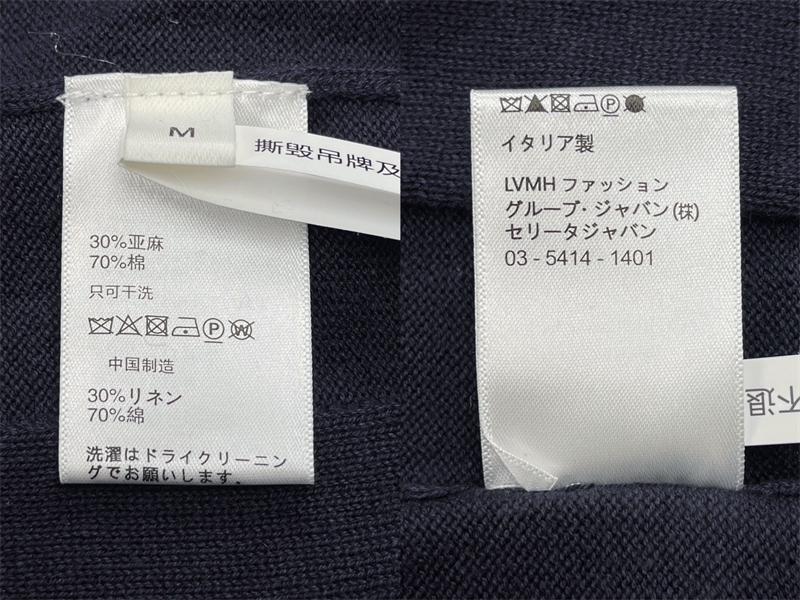 M
撕毁吊牌及
30%亚麻
70%棉
只可干洗
P
W
中国制造
30%リネン
70%綿
洗濯はドライクリーニン
グでお願いします。
P
イタリア製
LVMH ファッション
グループ・ジャパン (株)
セリータジャパン
03 - 5414 - 1401
不退